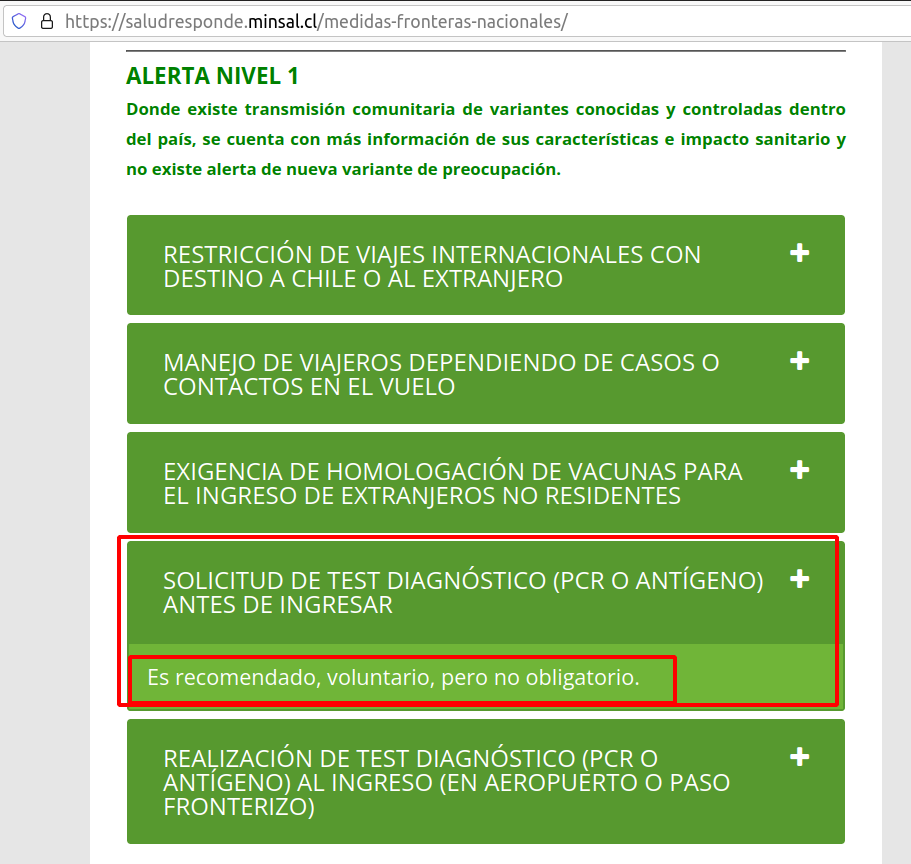 https://saludresponde.minsal.cl/medidas-fronteras-nacionales/
ALERTA NIVEL 1
Donde existe transmisión comunitaria de variantes conocidas y controladas dentro
del país, se cuenta con más información de sus características e impacto sanitario y
no existe alerta de nueva variante de preocupación.
RESTRICCIÓN DE VIAJES INTERNACIONALES CON
DESTINO A CHILE O AL EXTRANJERO
MANEJO DE VIAJEROS DEPENDIENDO DE CASOS O
CONTACTOS EN EL VUELO
EXIGENCIA DE HOMOLOGACIÓN DE VACUNAS PARA
EL INGRESO DE EXTRANJEROS NO RESIDENTES
SOLICITUD DE TEST DIAGNÓSTICO (PCR O ANTÍGENO)
ANTES DE INGRESAR
Es recomendado, voluntario, pero no obligatorio.
REALIZACIÓN DE TEST DIAGNÓSTICO (PCR O
ANTÍGENO) AL INGRESO (EN AEROPUERTO O PASO
FRONTERIZO)